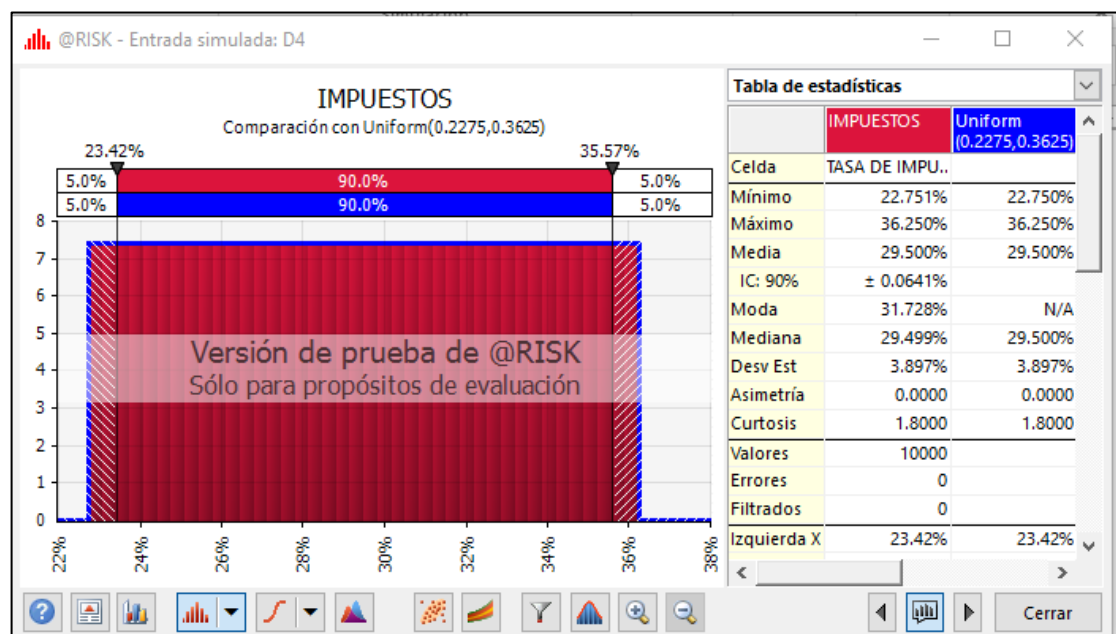 @RISK - Entrada simulada: D4
IMPUESTOS
Comparación con Uniform(0.2275,0.3625)
23.42% 35.57%
5.0% 90.0% 5.0%
5.0% 90.0% 5.0%
8
7
6
5
4
3
2
1
0
22% 24% 26% 28% 30% 32% 34% 36% 38%
Versión de prueba de @RISK
Sólo para propósitos de evaluación
Tabla de estadísticas
IMPUESTOS Uniform (0.2275,0.3625)
Celda TASA DE IMPU..
Mínimo 22.751% 22.750%
Máximo 36.250% 36.250%
Media 29.500% 29.500%
IC: 90% ± 0.0641%
Moda 31.728% N/A
Mediana 29.499% 29.500%
Desv Est 3.897% 3.897%
Asimetría 0.0000 0.0000
Curtosis 1.8000 1.8000
Valores 10000
Errores 0
Filtrados 0
Izquierda X 23.42% 23.42%
Cerrar